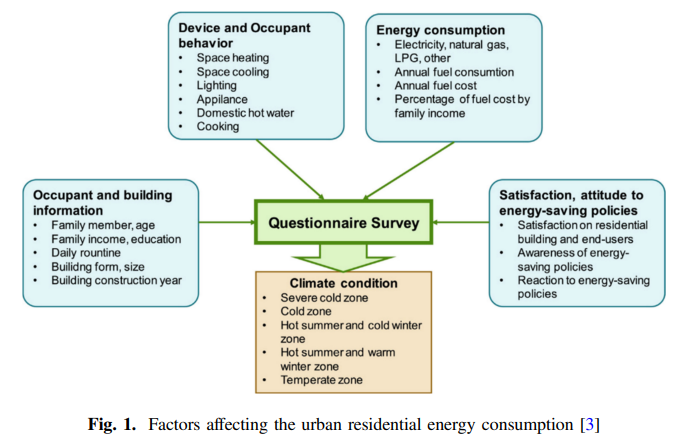 Device and Occupant
behavior
• Space heating
• Space cooling
• Lighting
• Appilance
• Domestic hot water
• Cooking
Energy consumption
• Electricity, natural gas,
LPG, other
• Annual fuel consumtion
• Annual fuel cost
• Percentage of fuel cost by
family income
Occupant and building
information
• Family member, age
• Family income, education
• Daily rountine
• Builidng form, size
• Building construction year
Questionnaire Survey
Satisfaction, attitude to
energy-saving policies
• Satisfaction on residential
building and end-users
• Awareness of energy-
saving policies
• Reaction to energy-saving
policies
Climate condition
• Severe cold zone
• Cold zone
• Hot summer and cold winter
zone
• Hot summer and warm
winter zone
• Temperate zone
Fig. 1. Factors affecting the urban residential energy consumption [3]